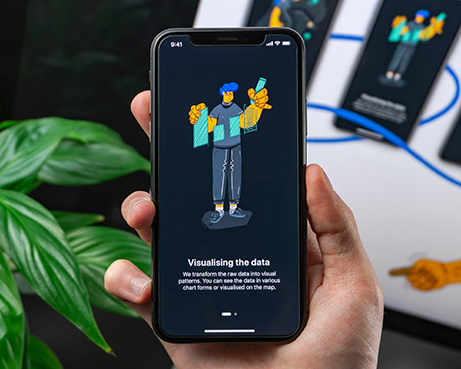 9:41
Visualising the data
We transform the raw data into visual
patterns. You can see the data in various
chart forms or visualised on the map.